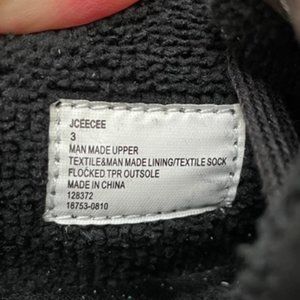 JCEECEE
3
MAN MADE UPPER
TEXTILE&MAN MADE LINING/TEXTILE SOCK
FLOCKED TPR OUTSOLE
MADE IN CHINA
128372
16753-0810